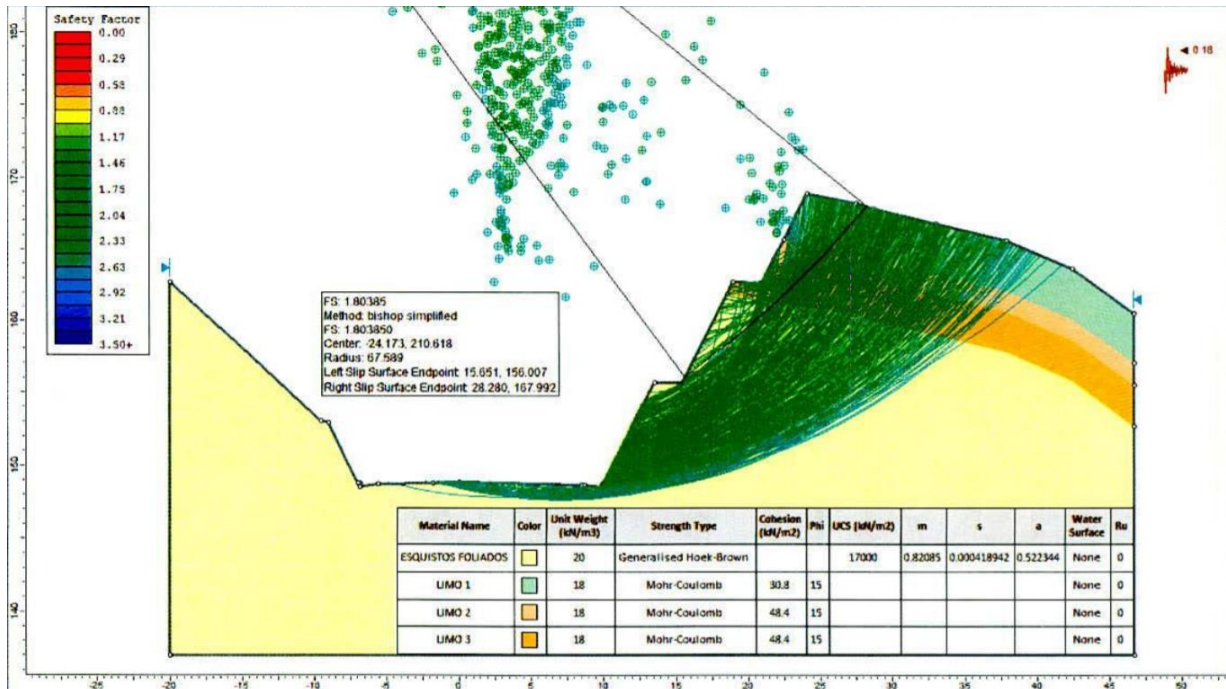 Safety Factor
0.00
0.29
0.58
0.88
1.17
1.46
1.75
2.04
2.33
2.63
2.92
3.21
3.50+
180
170
160
150
140
0.18
FS: 1.80385
Method: bishop simplified
FS: 1.803850
Center: -24.173, 210.618
Radius: 67.589
Left Slip Surface Endpoint: 15.651, 156.007
Right Slip Surface Endpoint: 28.280, 167.992
Material Name Color Unit Weight (kN/m3) Strength Type Cohesion (kN/m2) Phi UCS (kN/m2) m s a Water Surface Ru
ESQUISTOS FOLIADOS 20 Generalised Hoek-Brown 17000 0.82085 0.000418942 0.522344 None 0
LIMO 1 18 Mohr-Coulomb 30.8 15 None 0
LIMO 2 18 Mohr-Coulomb 48.4 15 None 0
LIMO 3 18 Mohr-Coulomb 48.4 15 None 0
-25 -20 -15 -10 -5 0 5 10 15 20 25 30 35 40 45 50